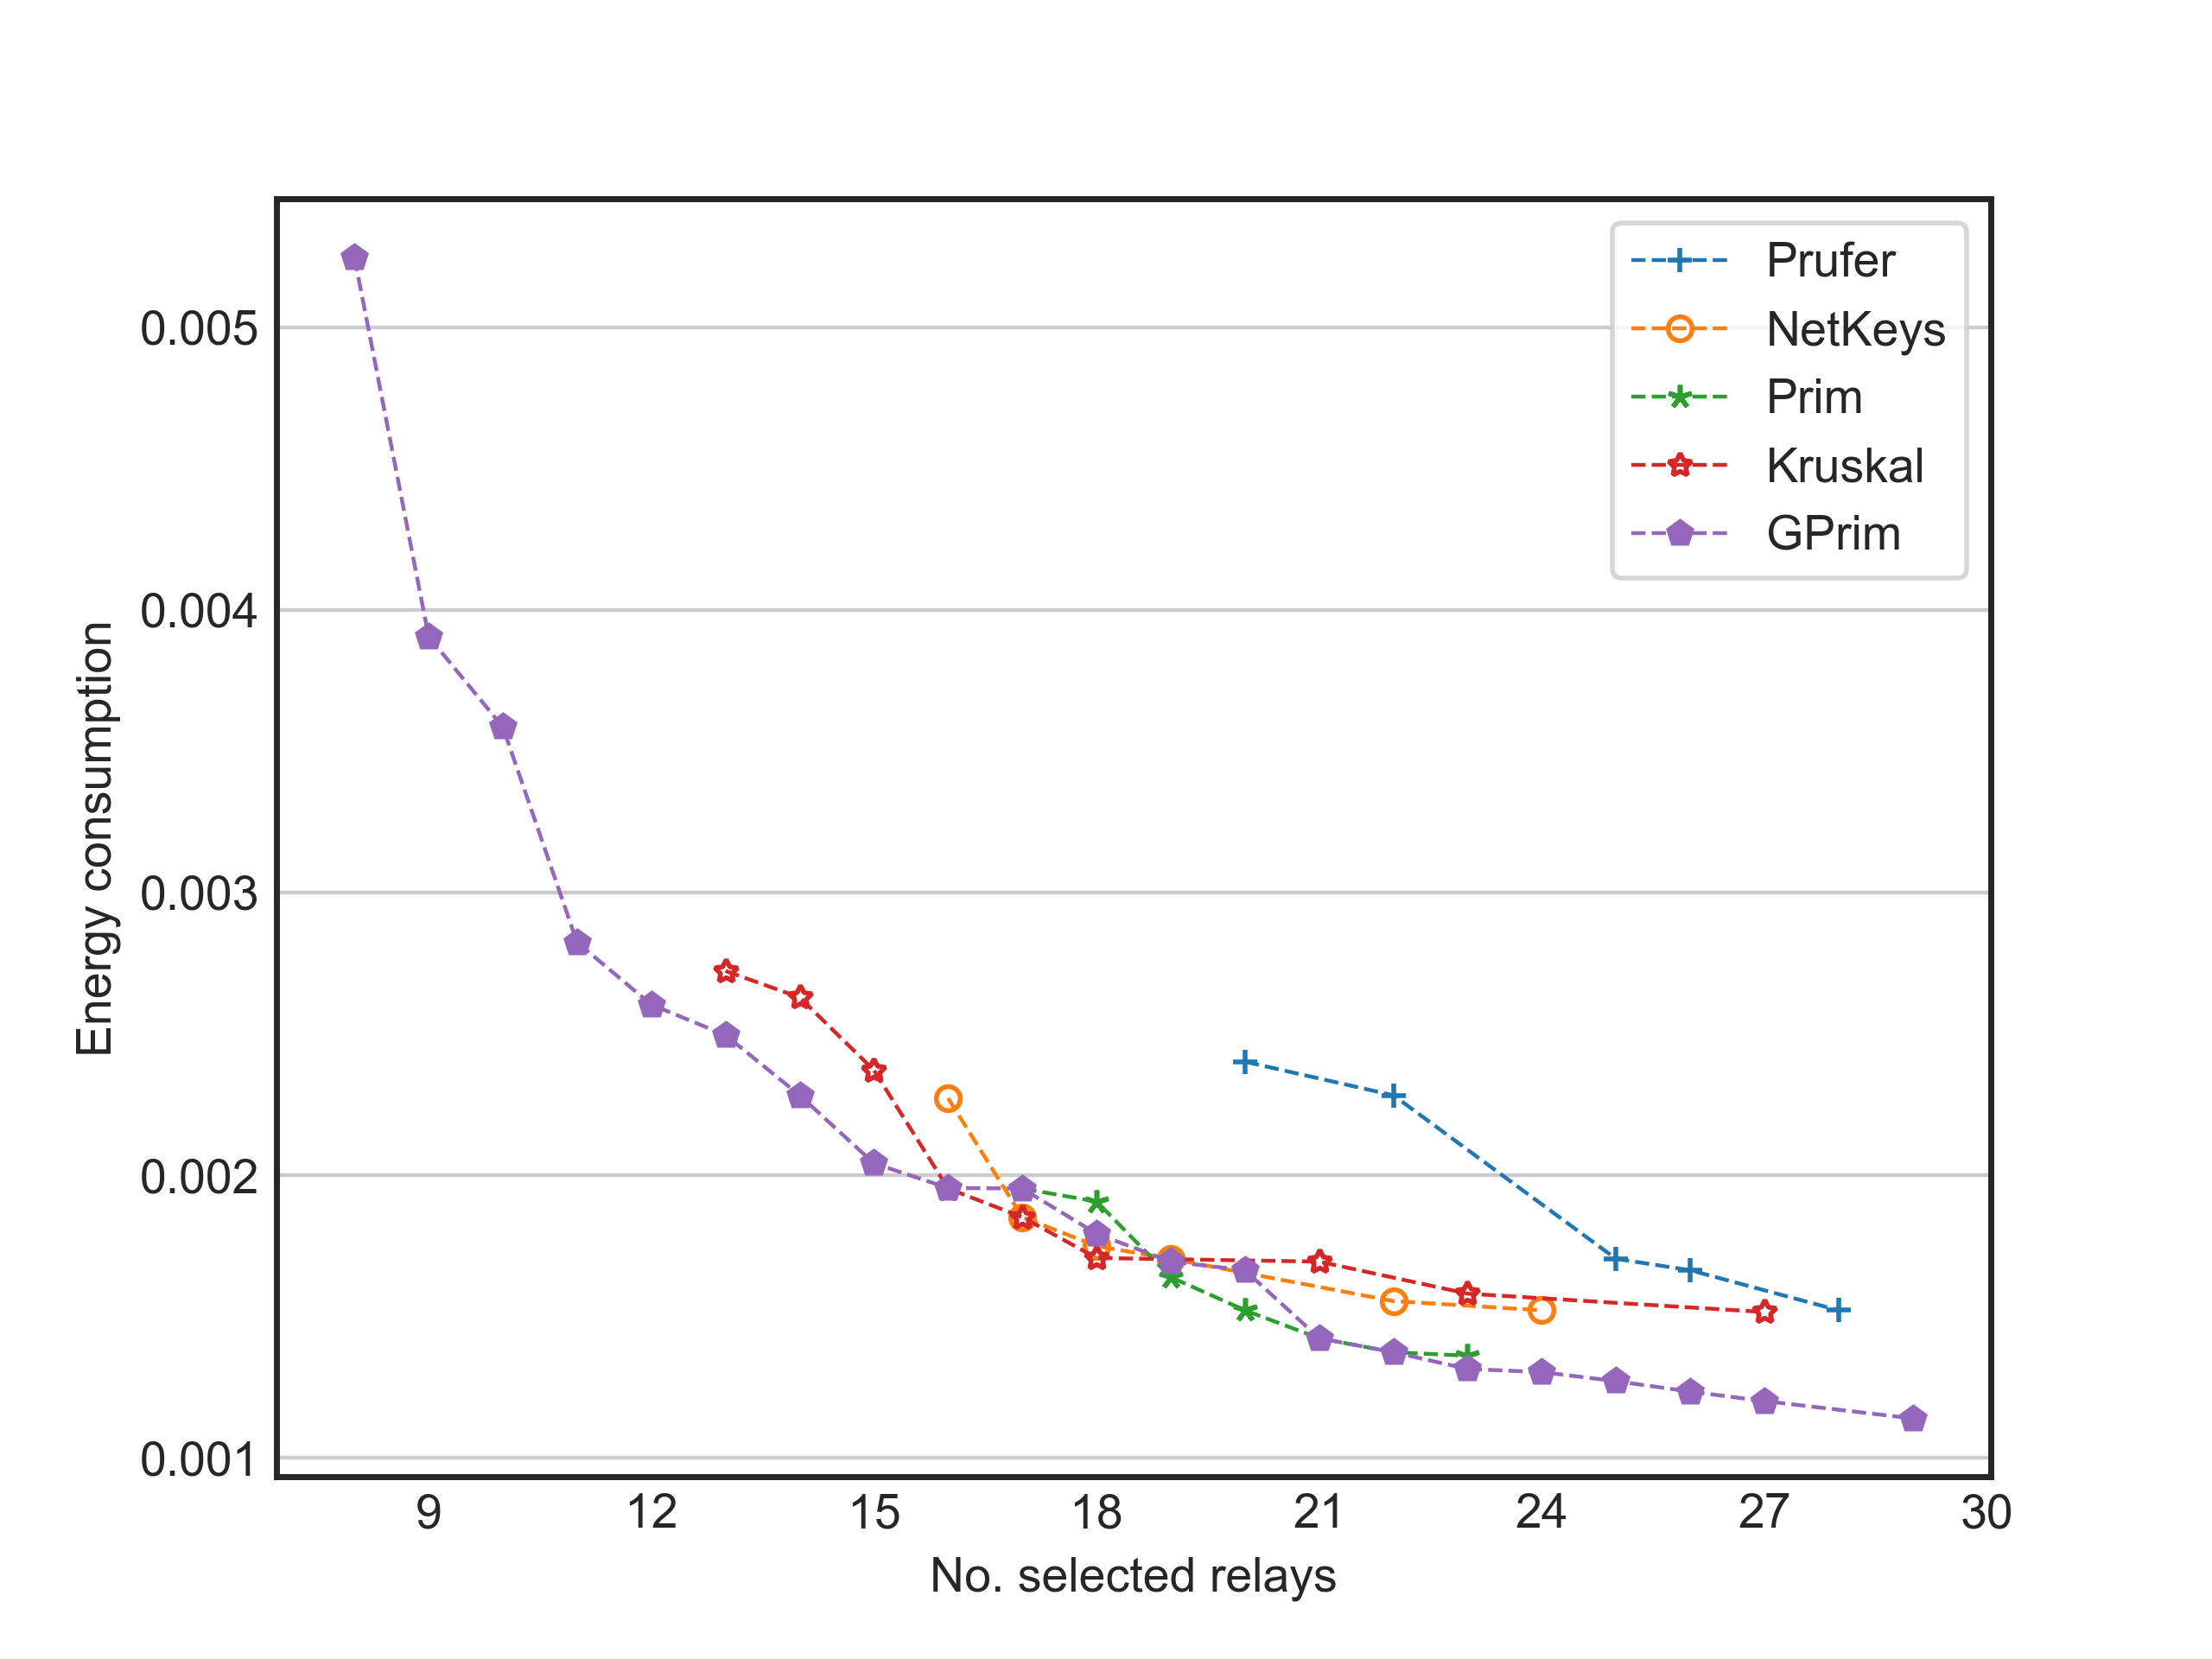 Prufer
NetKeys
Prim
Kruskal
GPrim
0.005
0.004
0.003
0.002
0.001
Energy consumption
9 12 15 18 21 24 27 30
No. selected relays